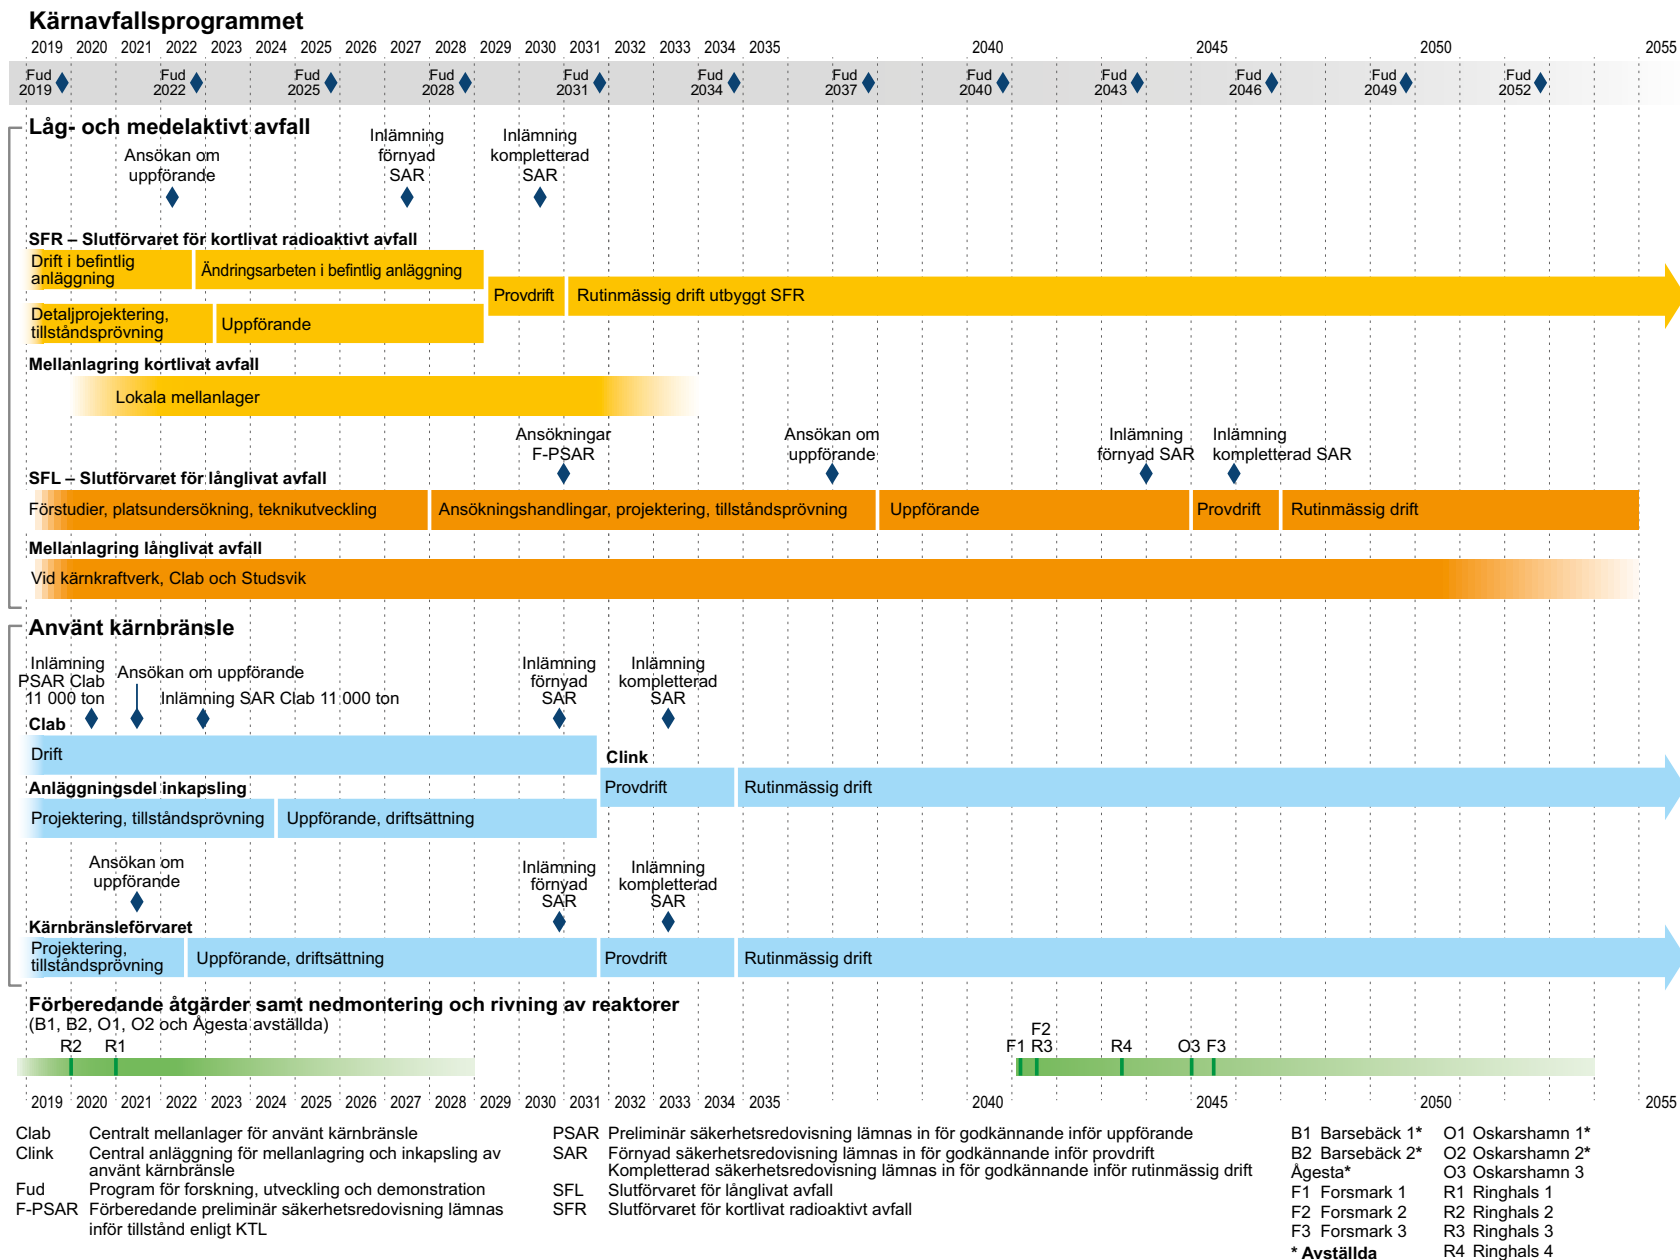 Kärnavfallsprogrammet
2019 2020 2021 2022 2023 2024 2025 2026 2027 2028 2029 2030 2031 2032 2033 2034 2035 2040 2045 2050 2055
Fud 2019
Fud 2022
Fud 2025
Fud 2028
Fud 2031
Fud 2034
Fud 2037
Fud 2040
Fud 2043
Fud 2046
Fud 2049
Fud 2052
Låg- och medelaktivt avfall
Ansökan om
uppförande
Inlämning
förnyad
SAR
Inlämning
kompletterad
SAR
SFR – Slutförvaret för kortlivat radioaktivt avfall
Drift i befintlig
anläggning
Ändringsarbeten i befintlig anläggning
Detaljprojektering,
tillståndsprövning
Uppförande
Provdrift
Rutinmässig drift utbyggt SFR
Mellanlagring kortlivat avfall
Lokala mellanlager
Ansökningar
F-PSAR
Ansökan om
uppförande
Inlämning
förnyad SAR
Inlämning
kompletterad SAR
SFL – Slutförvaret för långlivat avfall
Förstudier, platsundersökning, teknikutveckling
Ansökningshandlingar, projektering, tillståndsprövning
Uppförande
Provdrift
Rutinmässig drift
Mellanlagring långlivat avfall
Vid kärnkraftverk, Clab och Studsvik
Använt kärnbränsle
Inlämning
PSAR Clab
11 000 ton
Ansökan om uppförande
Inlämning SAR Clab 11 000 ton
Inlämning
förnyad
SAR
Inlämning
kompletterad
SAR
Clab
Drift
Clink
Anläggningsdel inkapsling
Projektering, tillståndsprövning
Uppförande, driftsättning
Provdrift
Rutinmässig drift
Ansökan om
uppförande
Inlämning
förnyad
SAR
Inlämning
kompletterad
SAR
Kärnbränsleförvaret
Projektering,
tillståndsprövning
Uppförande, driftsättning
Provdrift
Rutinmässig drift
Förberedande åtgärder samt nedmontering och rivning av reaktorer
(B1, B2, O1, O2 och Ågesta avställda)
R2 R1
F2
F1 R3 R4 O3 F3
2019 2020 2021 2022 2023 2024 2025 2026 2027 2028 2029 2030 2031 2032 2033 2034 2035 2040 2045 2050 2055
Clab Centralt mellanlager för använt kärnbränsle
Clink Central anläggning för mellanlagring och inkapsling av
använt kärnbränsle
Fud Program för forskning, utveckling och demonstration
F-PSAR Förberedande preliminär säkerhetsredovisning lämnas
inför tillstånd enligt KTL
PSAR Preliminär säkerhetsredovisning lämnas in för godkännande inför uppförande
SAR Förnyad säkerhetsredovisning lämnas in för godkännande inför provdrift
Kompletterad säkerhetsredovisning lämnas in för godkännande inför rutinmässig drift
SFL Slutförvaret för långlivat avfall
SFR Slutförvaret för kortlivat radioaktivt avfall
B1 Barsebäck 1*
B2 Barsebäck 2*
Ågesta*
F1 Forsmark 1
F2 Forsmark 2
F3 Forsmark 3
* Avställda
O1 Oskarshamn 1*
O2 Oskarshamn 2*
O3 Oskarshamn 3
R1 Ringhals 1
R2 Ringhals 2
R3 Ringhals 3
R4 Ringhals 4